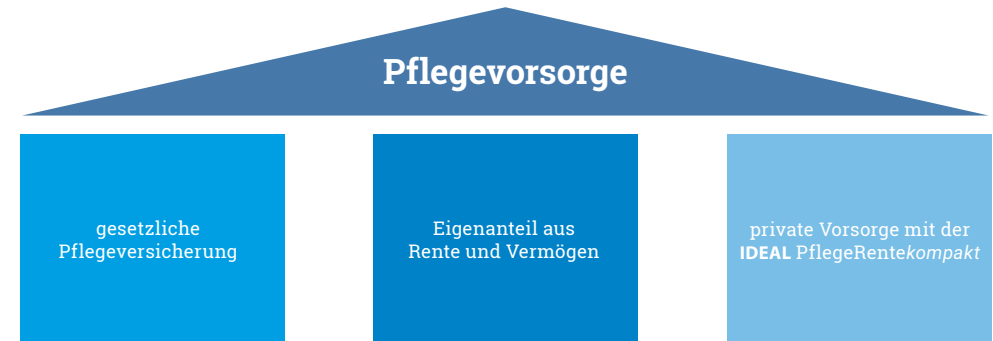 Pflegevorsorge
gesetzliche
Pflegeversicherung
Eigenanteil aus
Rente und Vermögen
private Vorsorge mit der
IDEAL PflegeRentekompakt